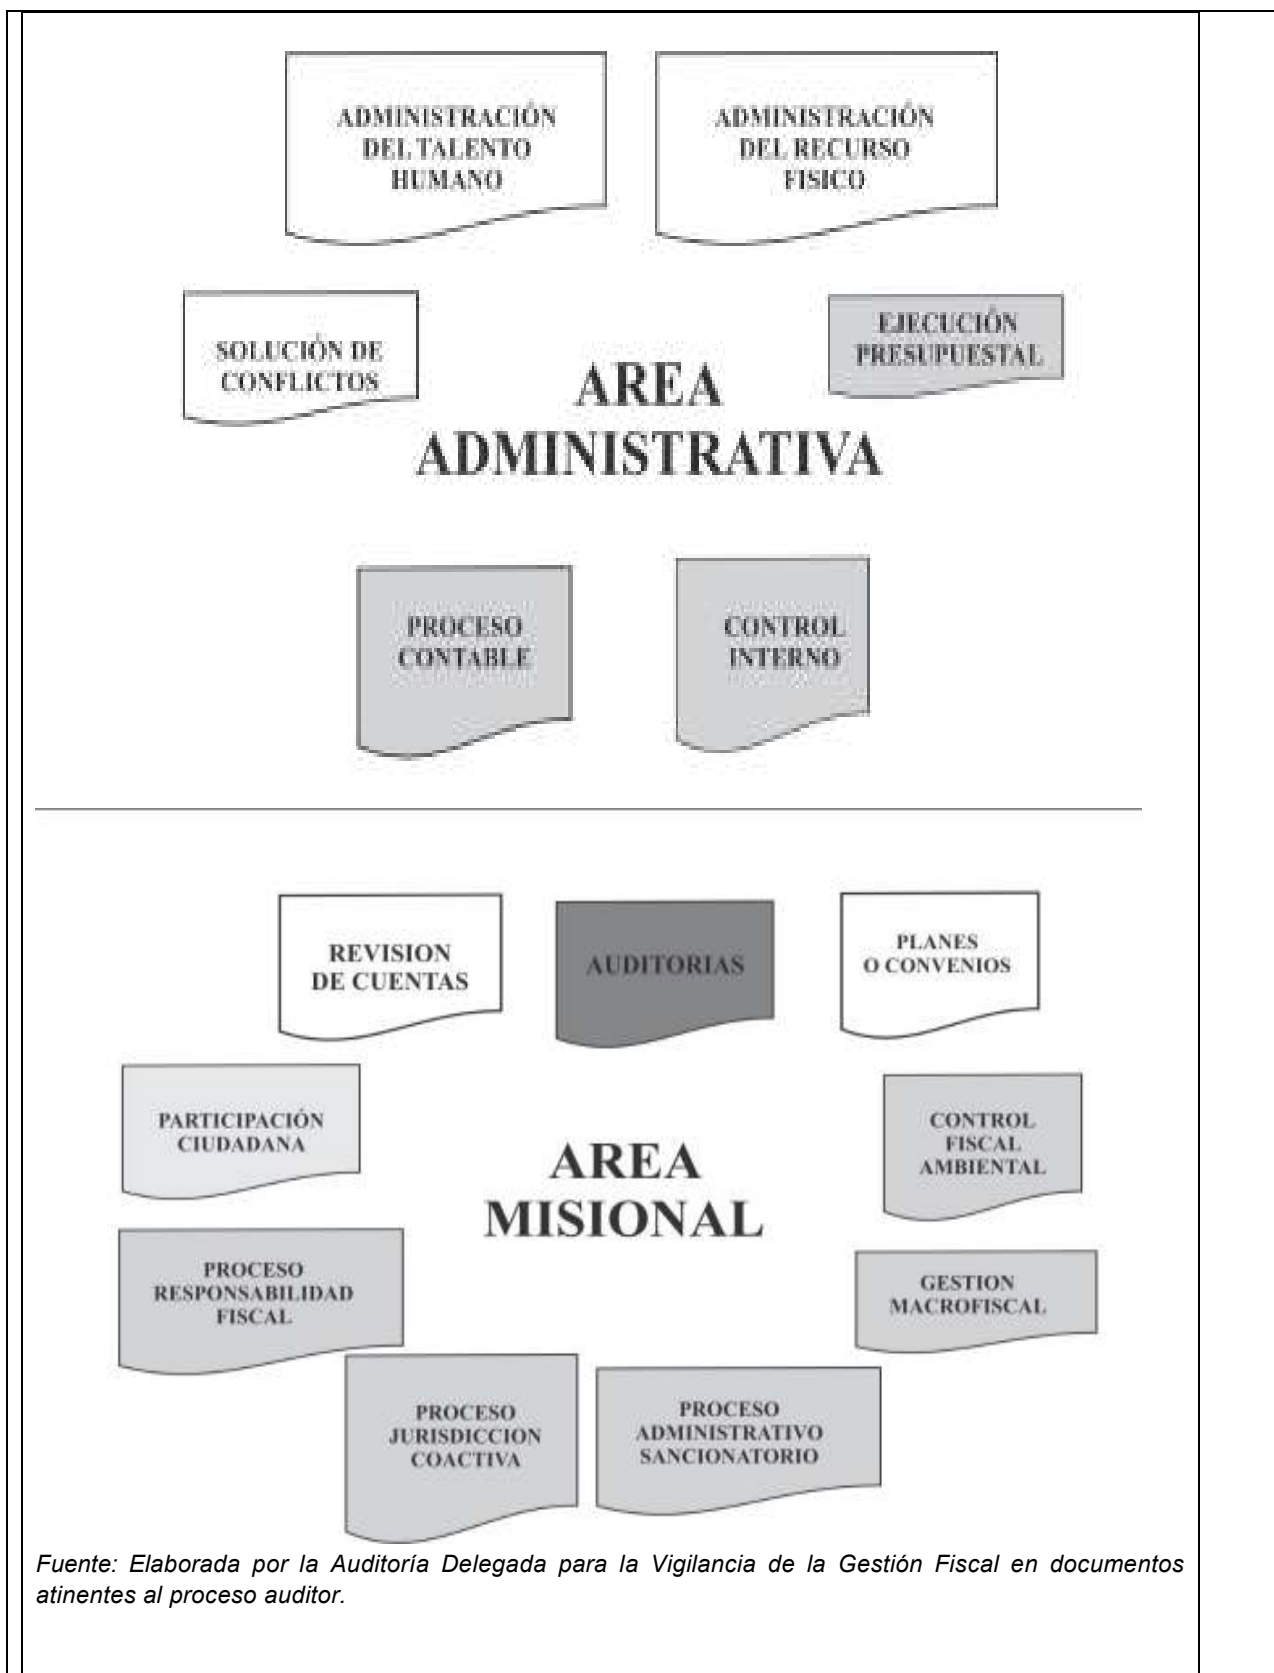 ADMINISTRACIÓN
DEL TALENTO
HUMANO
ADMINISTRACIÓN
DEL RECURSO
FISICO
SOLUCIÓN DE
CONFLICTOS
EJECUCIÓN
PRESUPUESTAL
AREA
ADMINISTRATIVA
PROCESO
CONTABLE
CONTROL
INTERNO
REVISION
DE CUENTAS
AUDITORIAS
PLANES
O CONVENIOS
PARTICIPACIÓN
CIUDADANA
CONTROL
FISCAL
AMBIENTAL
AREA
MISIONAL
PROCESO
RESPONSABILIDAD
FISCAL
GESTION
MACROFISCAL
PROCESO
JURISDICCION
COACTIVA
PROCESO
ADMINISTRATIVO
SANCIONATORIO
Fuente: Elaborada por la Auditoría Delegada para la Vigilancia de la Gestión Fiscal en documentos
atinentes al proceso auditor.